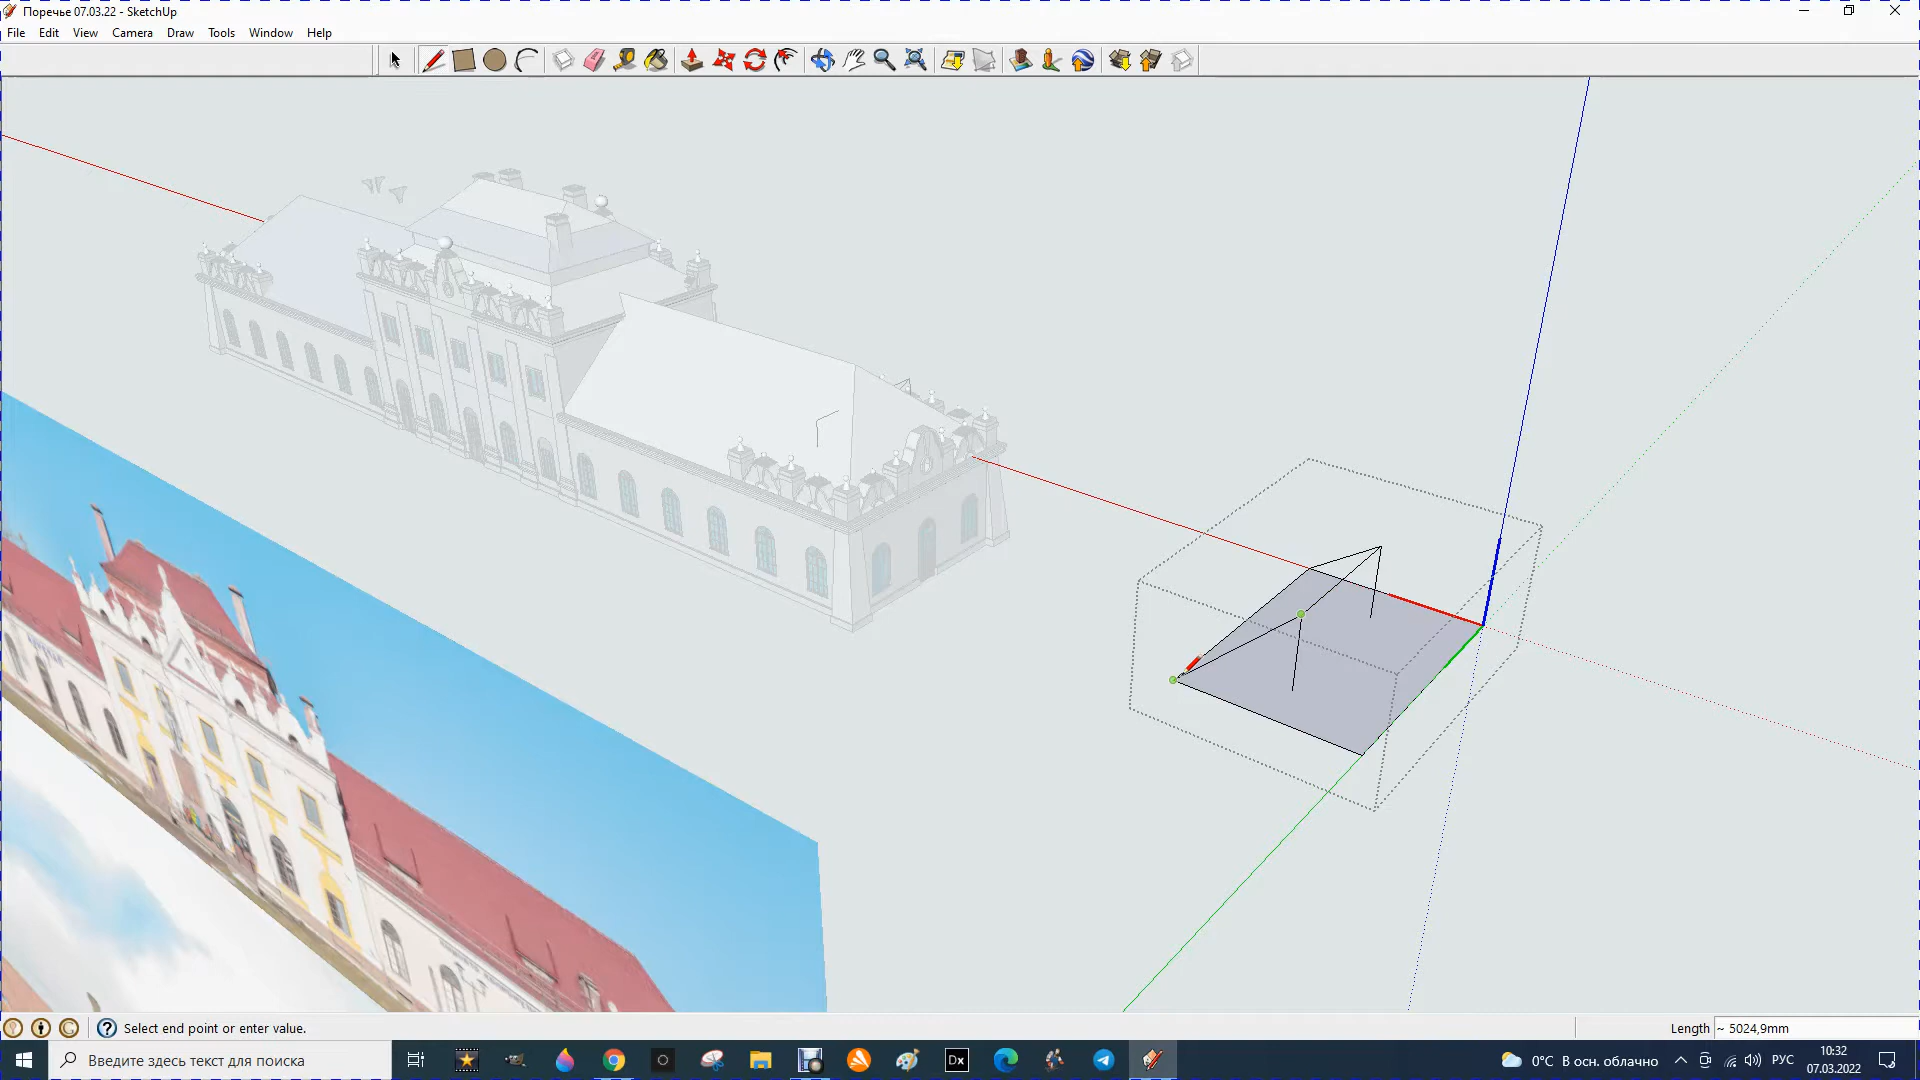 Поречье 07.03.22 - SketchUp
File Edit View Camera Draw Tools Window Help
Select end point or enter value.
Length ~ 5024,9mm
Введите здесь текст для поиска
Dx
0°C В осн. облачно
РУС
10:32
07.03.2022